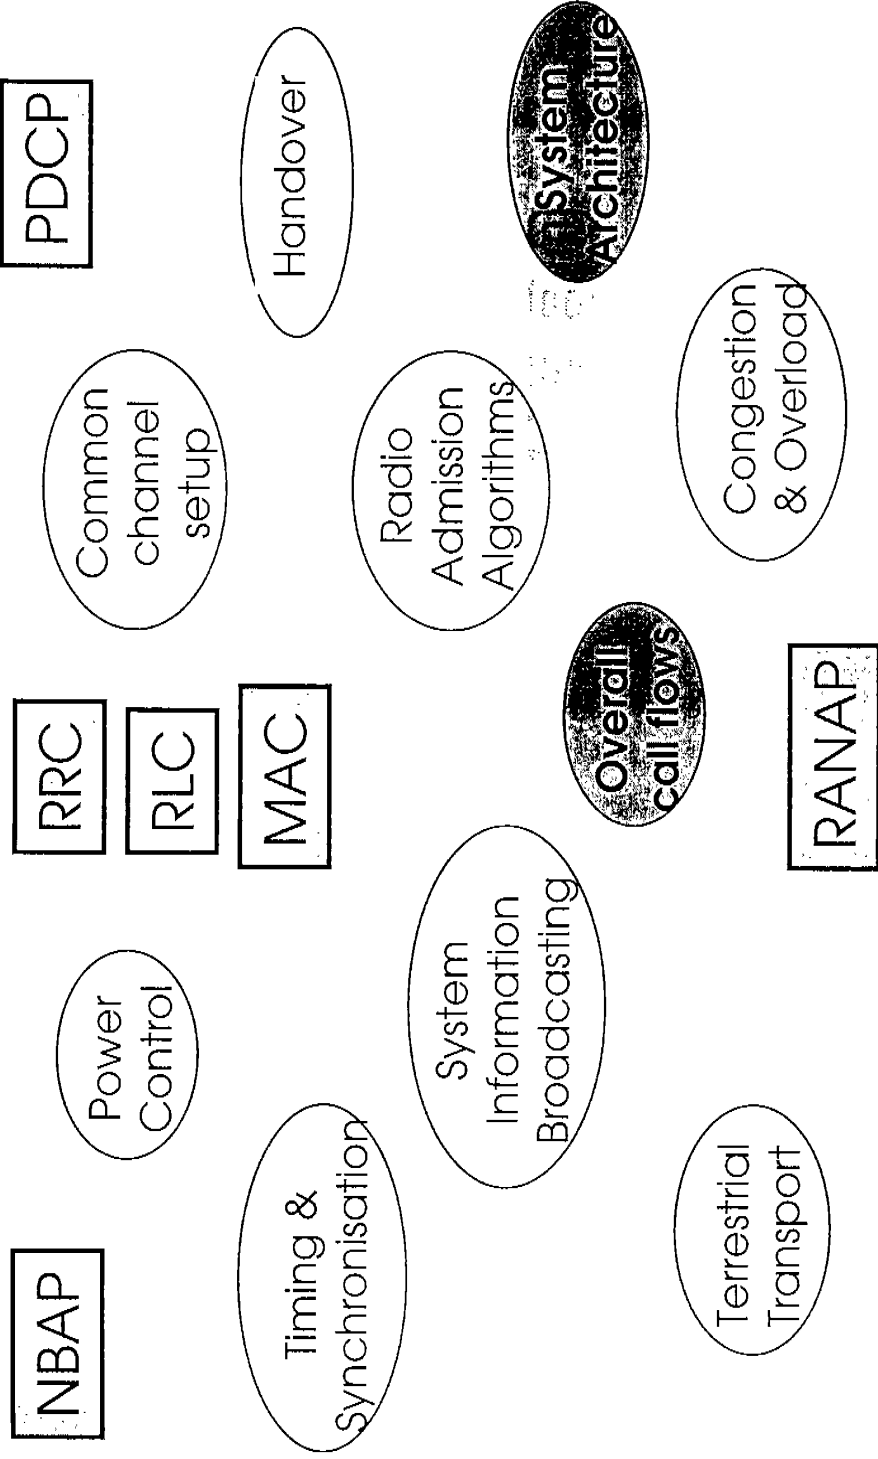 NBAP
Power
Control
RRC
RLC
MAC
Common
channel
setup
PDCP
Timing &
Synchronisation
System
Information
Broadcasting
Radio
Admission
Algorithms
Handover
Overall
call flows
System
Architecture
Terrestrial
Transport
RANAP
Congestion
& Overload